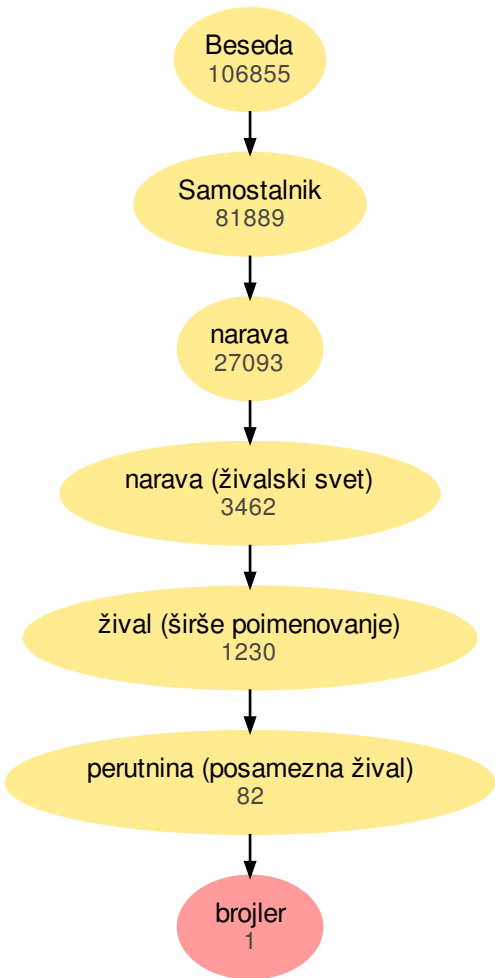 Beseda
106855
Samostalnik
81889
narava
27093
narava (živalski svet)
3462
žival (širše poimenovanje)
1230
perutnina (posamezna žival)
82
brojler
1